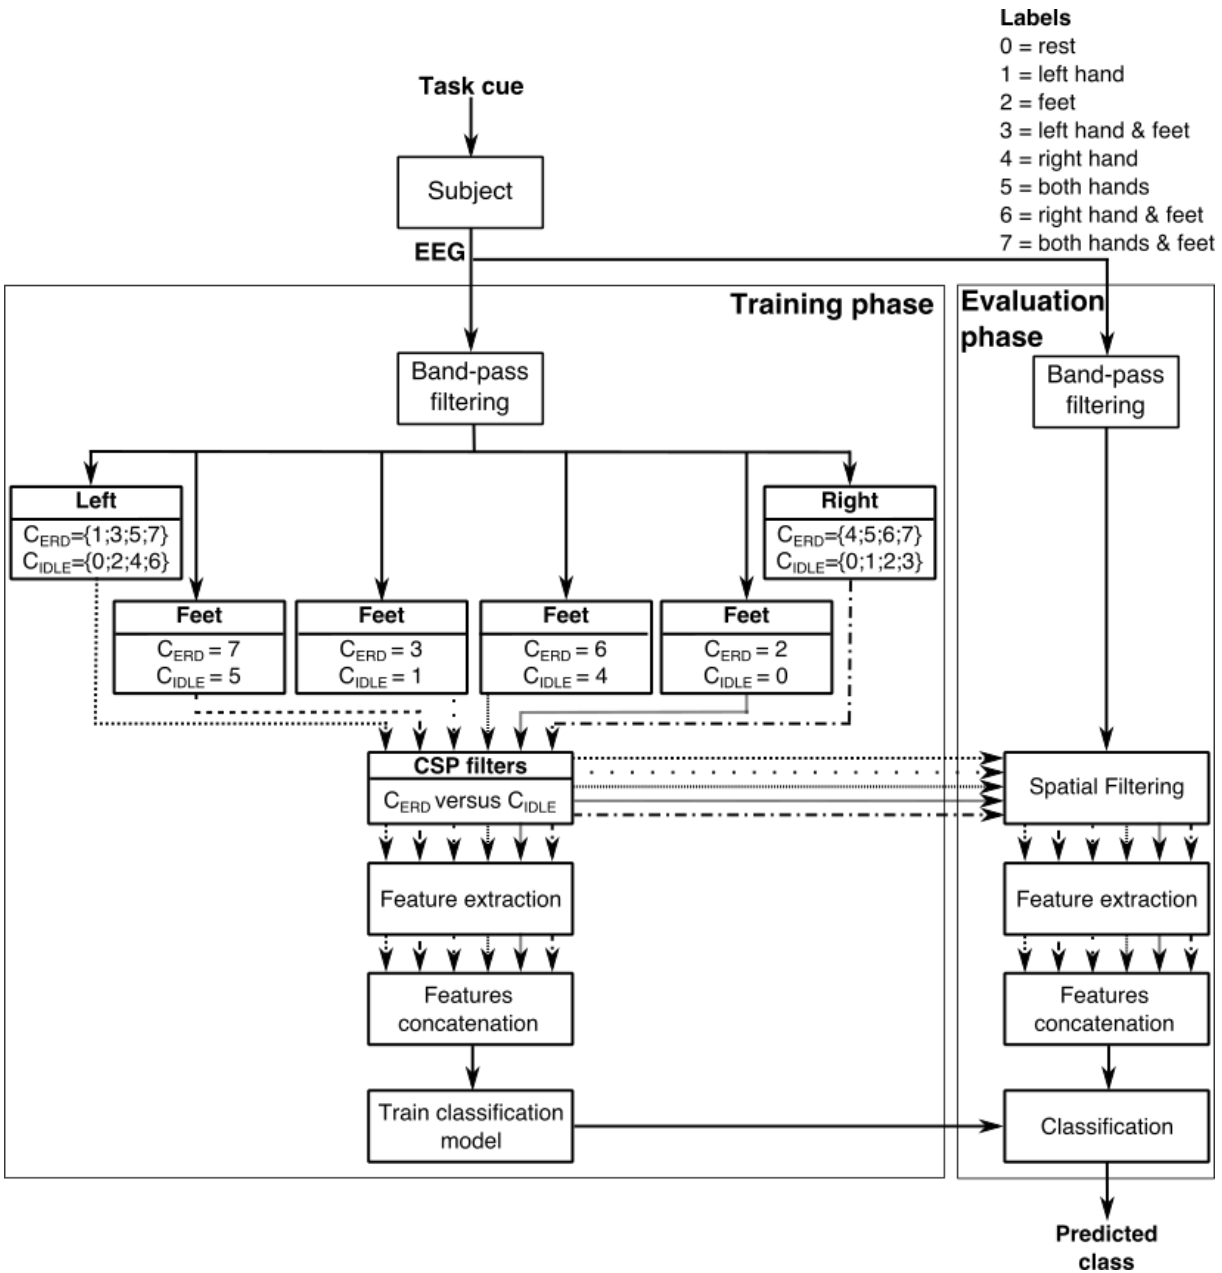 Labels
0 = rest
1 = left hand
2 = feet
3 = left hand & feet
4 = right hand
5 = both hands
6 = right hand & feet
7 = both hands & feet
Task cue
Subject
EEG
Training phase
Band-pass
filtering
Left
C_ERD={1;3;5;7}
C_IDLE={0;2;4;6}
Right
C_ERD={4;5;6;7}
C_IDLE={0;1;2;3}
Feet
C_ERD = 7
C_IDLE = 5
Feet
C_ERD = 3
C_IDLE = 1
Feet
C_ERD = 6
C_IDLE = 4
Feet
C_ERD = 2
C_IDLE = 0
CSP filters
C_ERD versus C_IDLE
Feature extraction
Features
concatenation
Train classification
model
Evaluation
phase
Band-pass
filtering
Spatial Filtering
Feature extraction
Features
concatenation
Classification
Predicted
class